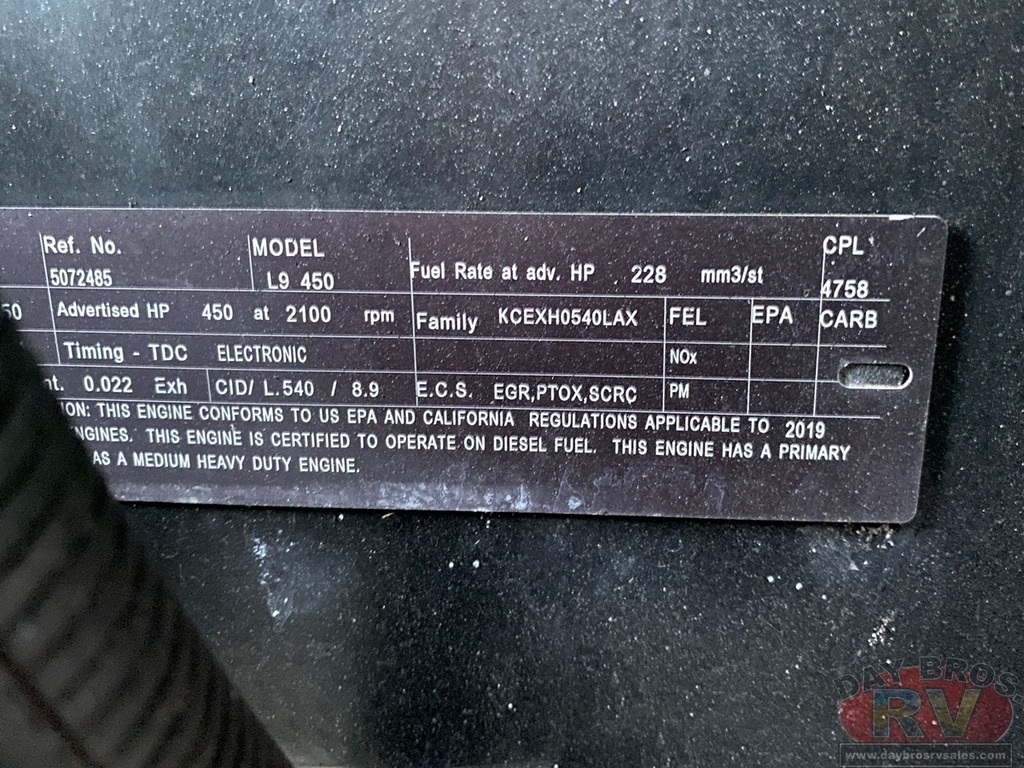 Ref. No. MODEL CPL
5072485 L9 450 Fuel Rate at adv. HP 228 mm3/st 4758
50 Advertised HP 450 at 2100 rpm Family KCEXH0540LAX FEL EPA CARB
Timing - TDC ELECTRONIC NOx
nt. 0.022 Exh CID/ L.540 / 8.9 E.C.S. EGR,PTOX,SCRC PM
ION: THIS ENGINE CONFORMS TO US EPA AND CALIFORNIA REGULATIONS APPLICABLE TO 2019
NGINES. THIS ENGINE IS CERTIFIED TO OPERATE ON DIESEL FUEL. THIS ENGINE HAS A PRIMARY
AS A MEDIUM HEAVY DUTY ENGINE.
DAY BROS.
RV
www.daybrosrvsales.com